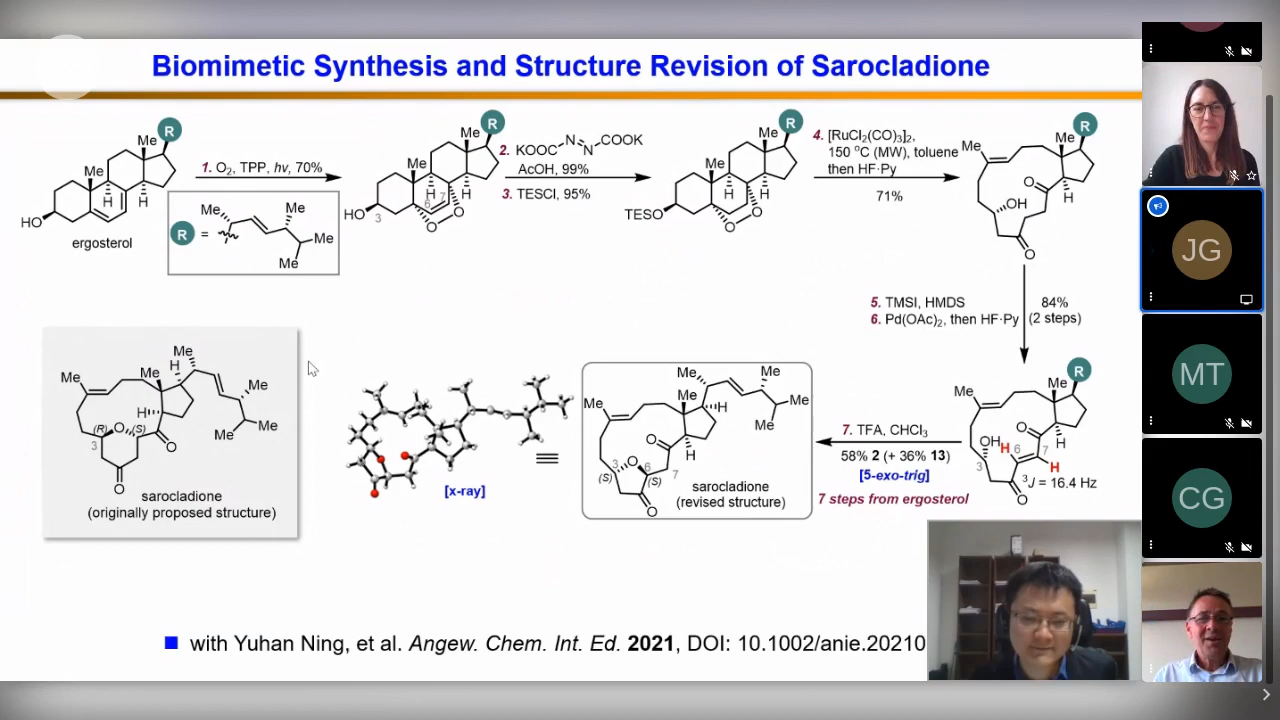 Biomimetic Synthesis and Structure Revision of Sarocladione
Me
R
Me
H
H
HO
ergosterol
1. O2, TPP, hv, 70%
R =
Me
Me
Me
Me
Me
R
Me
H
H
6
7
HO
3
O
O
2. KOOC N N COOK
AcOH, 99%
3. TESCl, 95%
Me
R
Me
H
H
TESO
O
O
4. [RuCl2(CO)3]2,
150 °C (MW), toluene
then HF·Py
71%
Me
Me
R
O
H
OH
O
5. TMSI, HMDS
6. Pd(OAc)2, then HF·Py
84%
(2 steps)
Me
Me
R
O
H
OH
H
6
7
3
H
O
3J = 16.4 Hz
7. TFA, CHCl3
58% 2 (+ 36% 13)
[5-exo-trig]
7 steps from ergosterol
Me
Me
Me
Me
Me
Me
H
O
H
3
O
6
7
(S)
(S)
O
sarocladione
(revised structure)
[x-ray]
Me
H
Me
Me
Me
H
Me
Me
(R)
O
(S)
3
O
O
sarocladione
(originally proposed structure)
with Yuhan Ning, et al. Angew. Chem. Int. Ed. 2021, DOI: 10.1002/anie.20210
JG
MT
CG